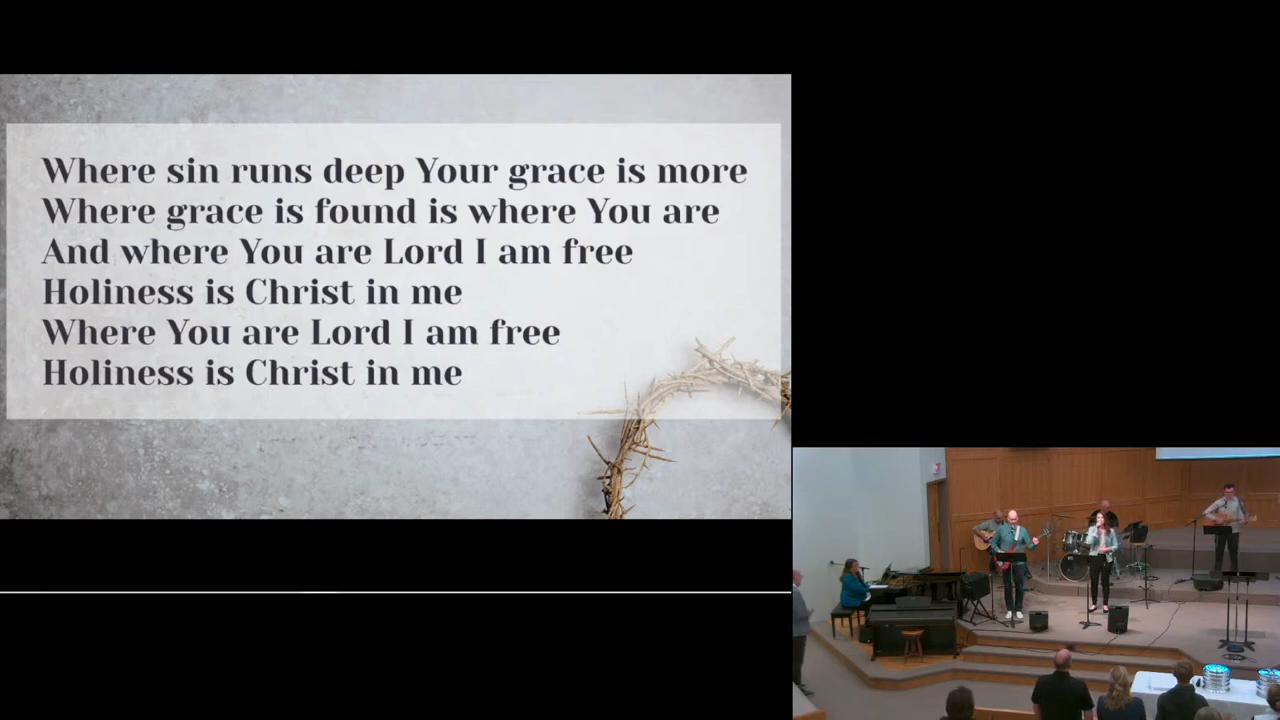 Where sin runs deep Your grace is more
Where grace is found is where You are
And where You are Lord I am free
Holiness is Christ in me
Where You are Lord I am free
Holiness is Christ in me